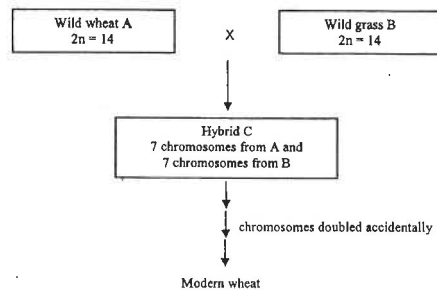 Wild wheat A
2n = 14
X
Wild grass B
2n = 14
Hybrid C
7 chromosomes from A and
7 chromosomes from B
chromosomes doubled accidentally
Modern wheat